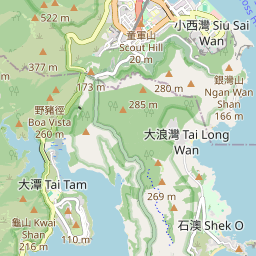 377 m
522 m
童軍山
Scout Hill
20 m
小西灣 Siu Sai
Wan
173 m
285 m
280 m
銀灣山
Ngan Wan
Shan
166 m
野豬徑
Boa Vista
260 m
大浪灣 Tai Long
Wan
大潭 Tai Tam
269 m
龜山 Kwai
Shan
216 m
110 m
石澳 Shek O